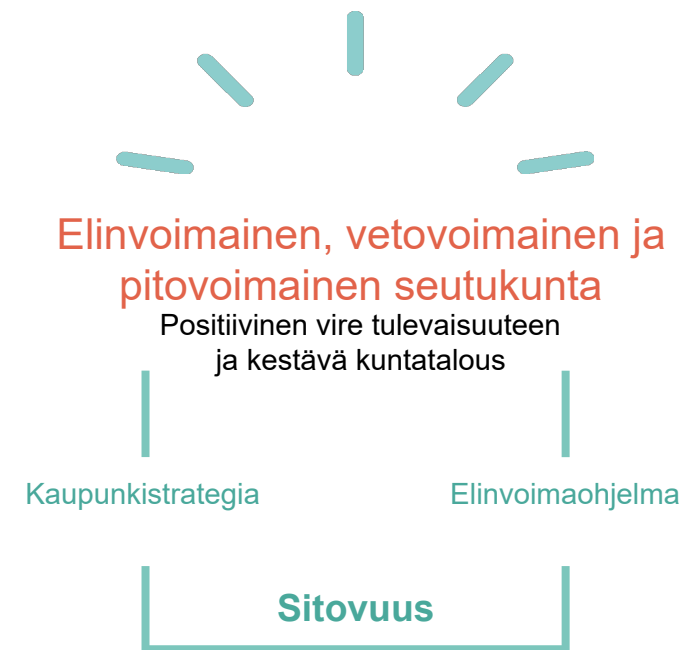 Elinvoimainen, vetovoimainen ja
pitovoimainen seutukunta
Positiivinen vire tulevaisuuteen
ja kestävä kuntatalous
Kaupunkistrategia
Elinvoimaohjelma
Sitovuus